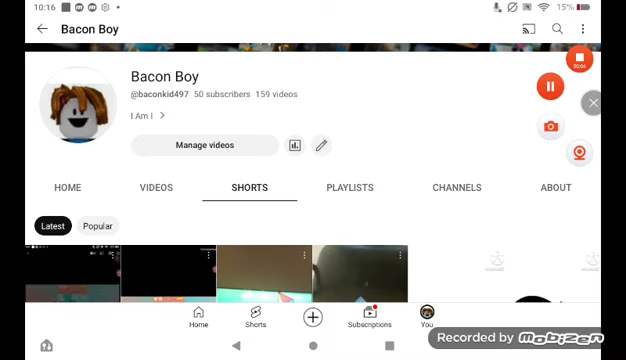 10:16
15%
Bacon Boy
00:04
Bacon Boy
@baconkid497 50 subscribers 159 videos
I Am I
Manage videos
HOME VIDEOS SHORTS PLAYLISTS CHANNELS ABOUT
Latest Popular
Home Shorts Subscriptions You
Recorded by Mobizen